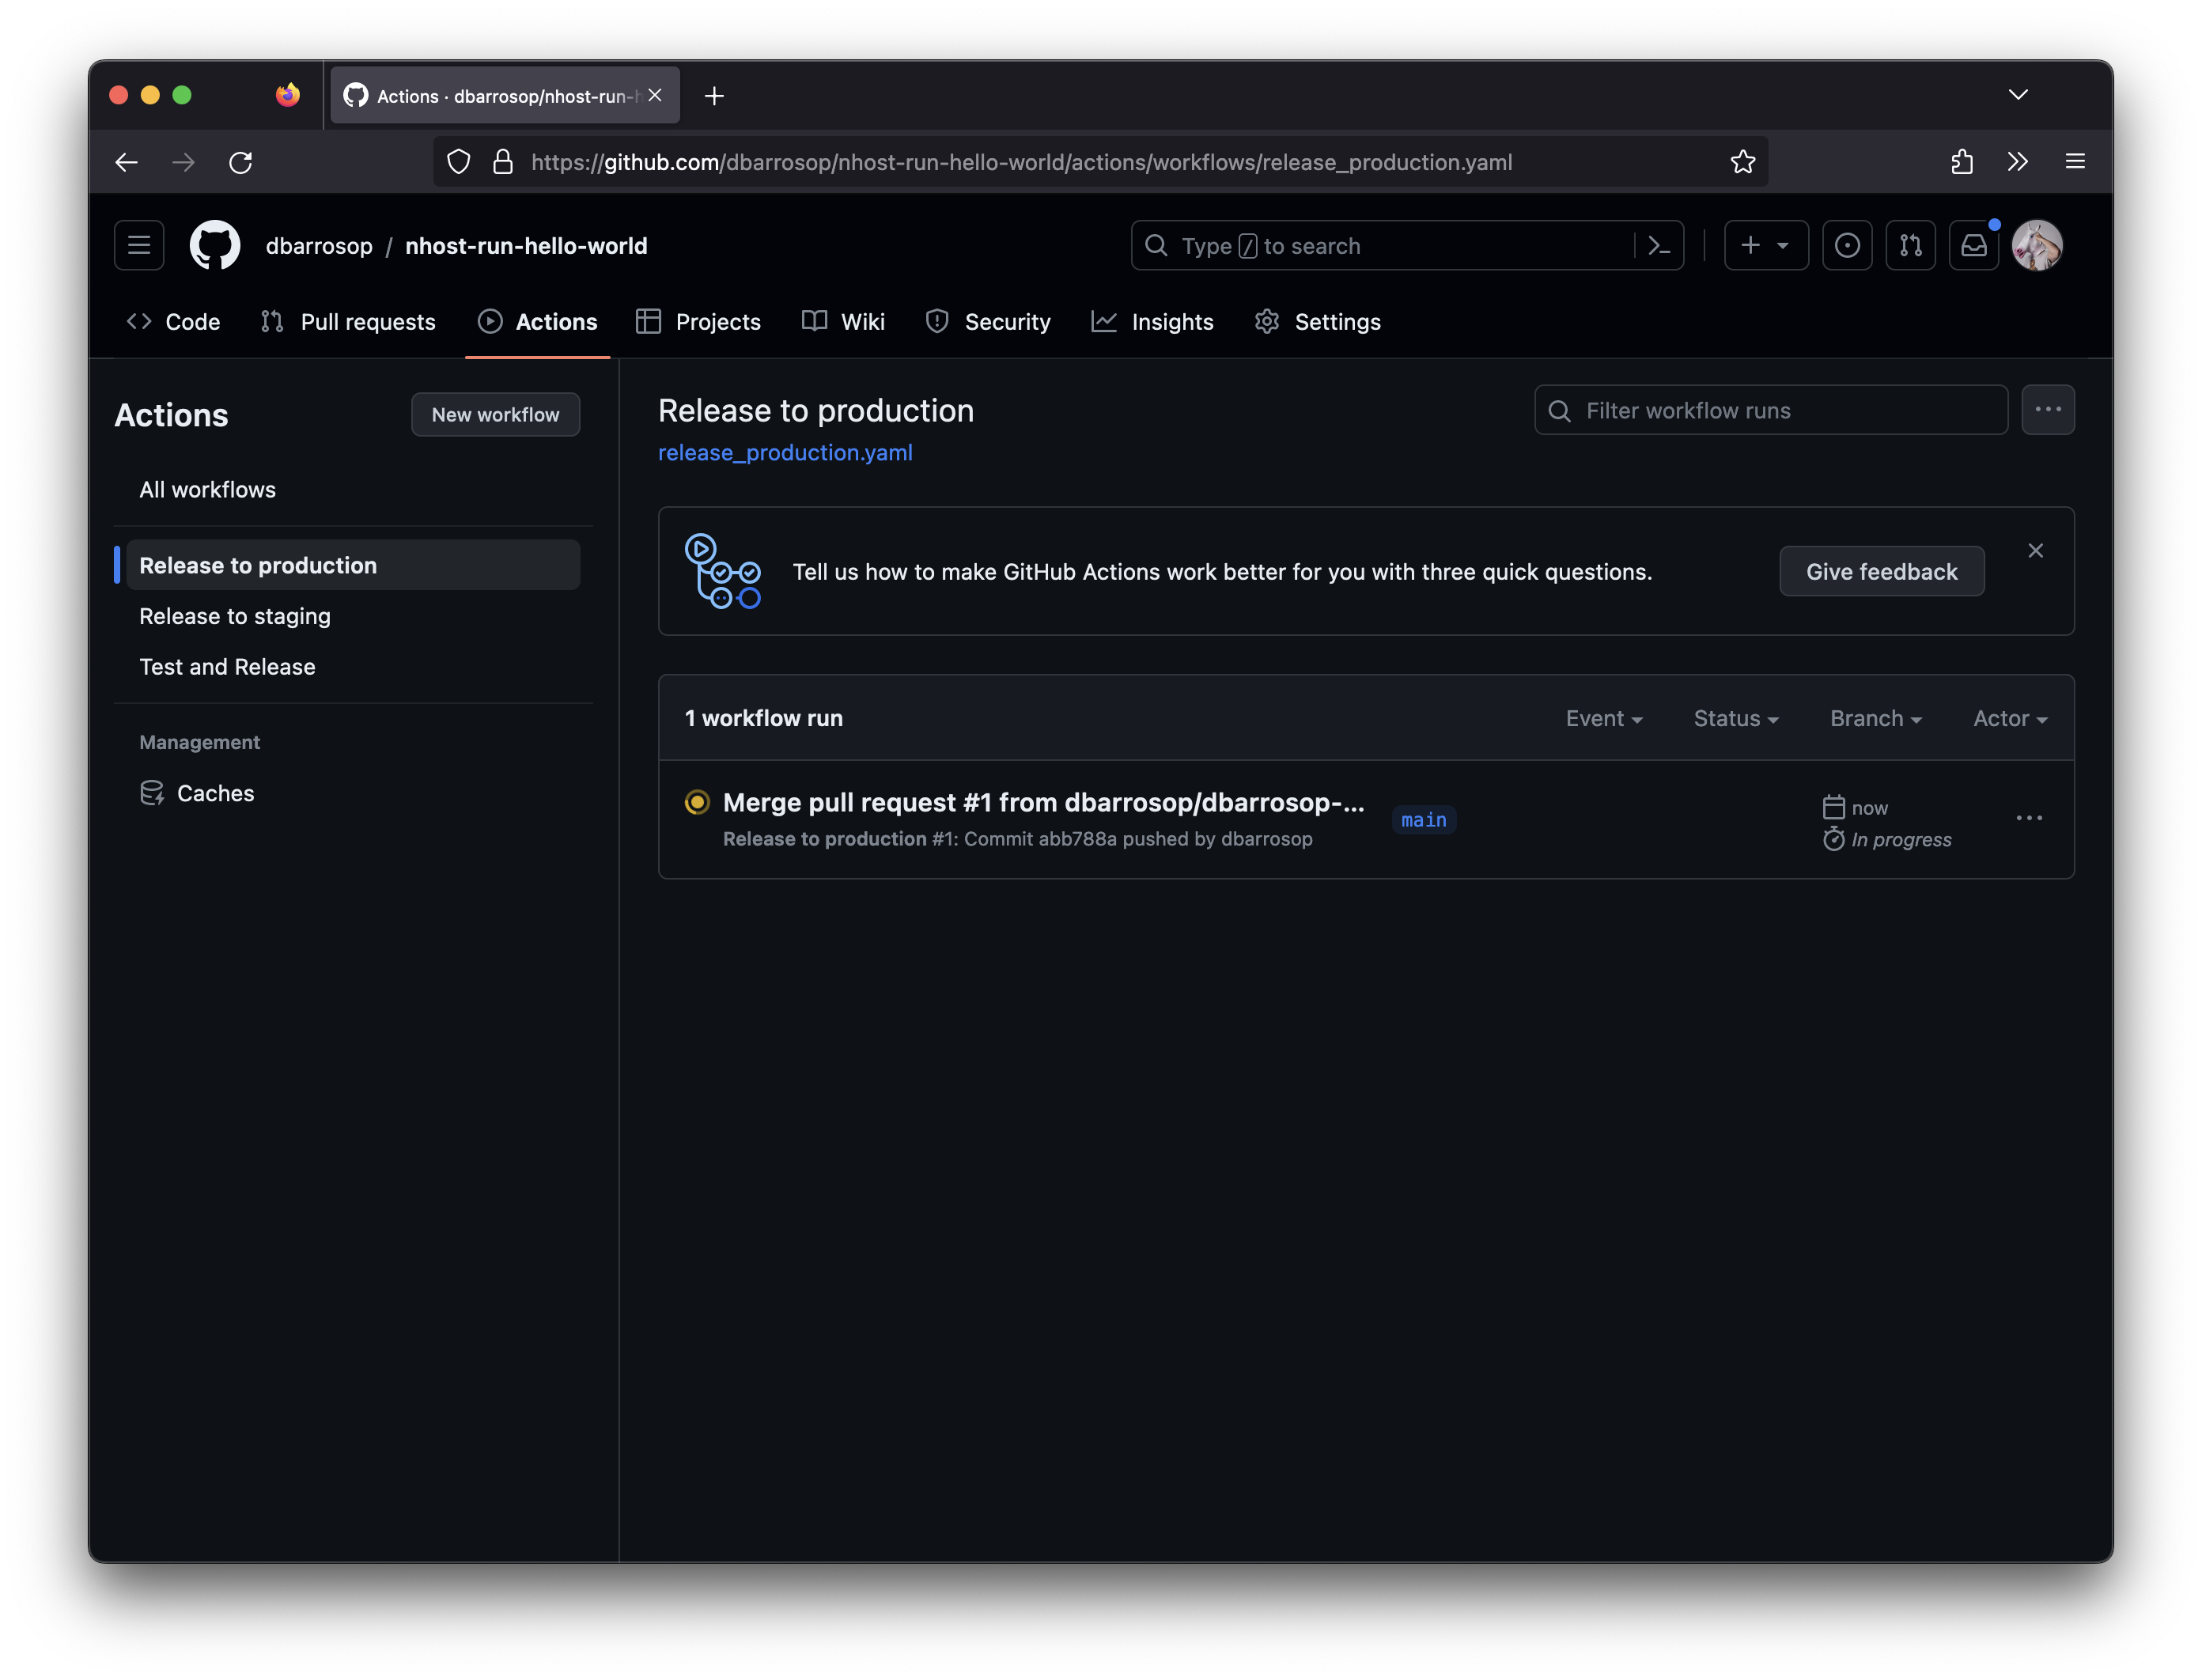 Actions · dbarrosop/nhost-run-h
https://github.com/dbarrosop/nhost-run-hello-world/actions/workflows/release_production.yaml
dbarrosop / nhost-run-hello-world
Type / to search
Code
Pull requests
Actions
Projects
Wiki
Security
Insights
Settings
Actions
New workflow
All workflows
Release to production
Release to staging
Test and Release
Management
Caches
Release to production
release_production.yaml
Filter workflow runs
Tell us how to make GitHub Actions work better for you with three quick questions.
Give feedback
1 workflow run
Event
Status
Branch
Actor
Merge pull request #1 from dbarrosop/dbarrosop-...
Release to production #1: Commit abb788a pushed by dbarrosop
main
now
In progress